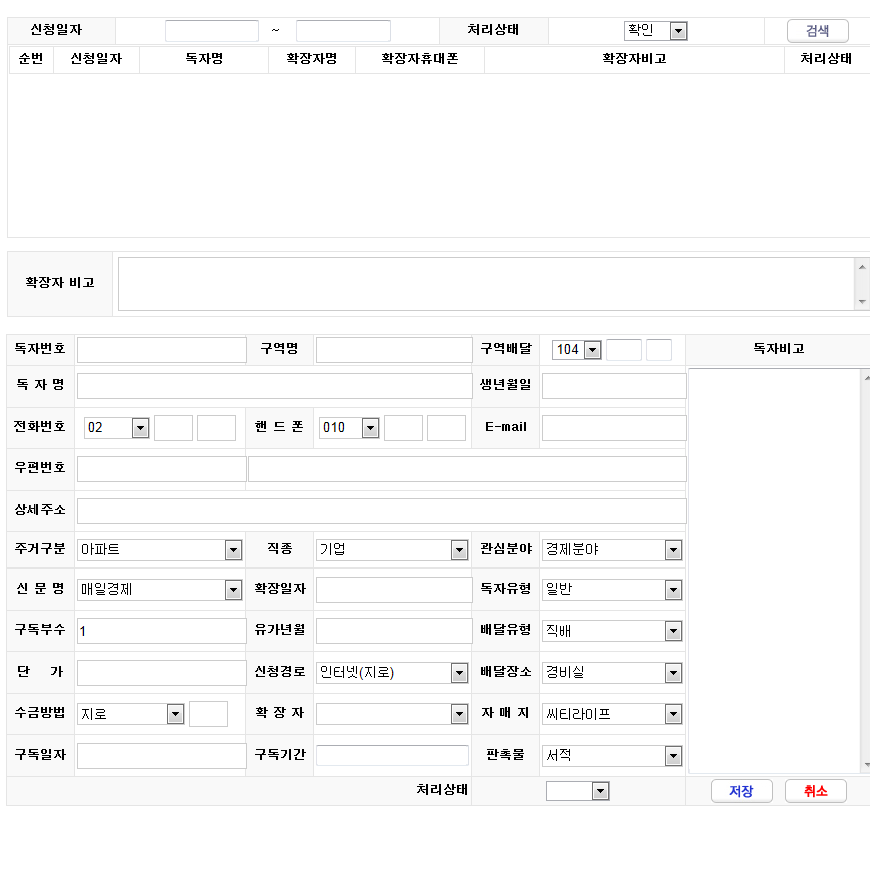 신청일자 ~ 처리상태 확인 검색
순번 신청일자 독자명 확장자명 확장자휴대폰 확장자비고 처리상태
확장자 비고
독자번호 구역명 구역배달 104 독자비고
독 자 명 생년월일
전화번호 02 핸 드 폰 010 E-mail
우편번호
상세주소
주거구분 아파트 직종 기업 관심분야 경제분야
신 문 명 매일경제 확장일자 독자유형 일반
구독부수 1 유가년월 배달유형 직배
단 가 신청경로 인터넷(지로) 배달장소 경비실
수금방법 지로 확 장 자 자 매 지 씨티라이프
구독일자 구독기간 판촉물 서적
처리상태 저장 취소